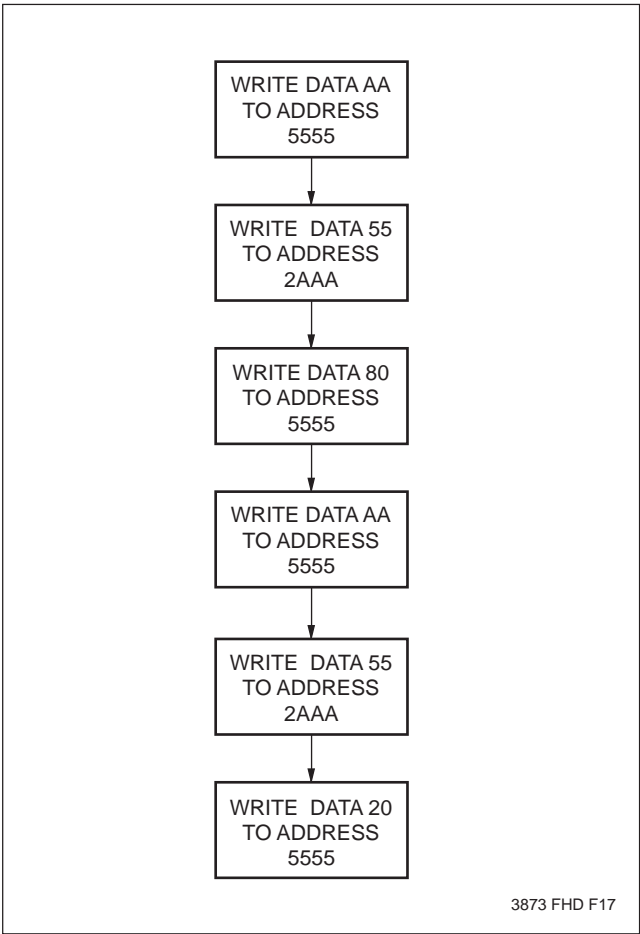 WRITE DATA AA
TO ADDRESS
5555
WRITE DATA 55
TO ADDRESS
2AAA
WRITE DATA 80
TO ADDRESS
5555
WRITE DATA AA
TO ADDRESS
5555
WRITE DATA 55
TO ADDRESS
2AAA
WRITE DATA 20
TO ADDRESS
5555
3873 FHD F17